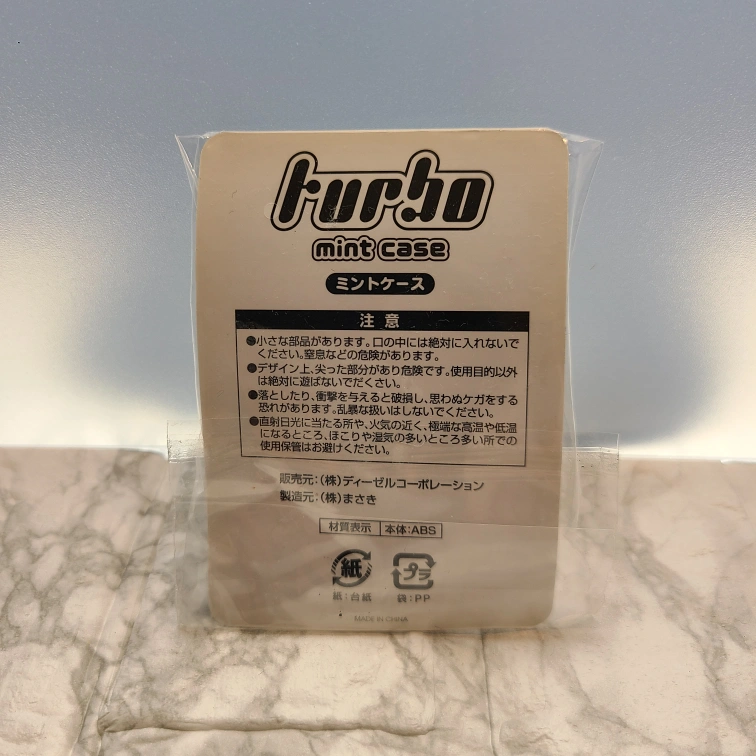 turbo
mint case
ミントケース
注意
●小さな部品があります。口の中には絶対に入れないで
ください。窒息などの危険があります。
●デザイン上、尖った部分があり危険です。使用目的以外
は絶対に遊ばないでだくさい。
●落としたり、衝撃を与えると破損し、思わぬケガをする
恐れがあります。乱暴な扱いはしないでください。
●直射日光に当たる所や、火気の近く、極端な高温や低温
になるところ、ほこりや湿気の多いところ多い所での
使用保管はお避けください。
販売元:(株)ディーゼルコーポレーション
製造元:(株)まさき
材質表示 本体:ABS
紙 プラ
紙:台紙 袋:PP
MADE IN CHINA